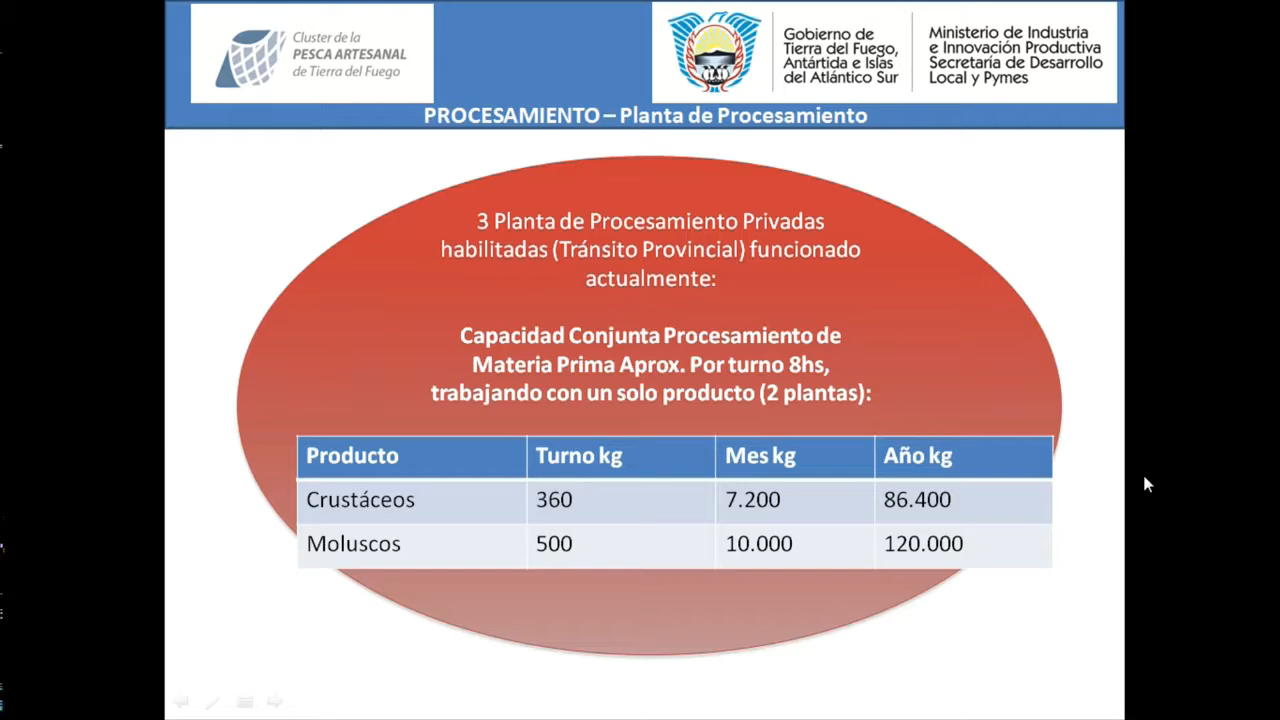 Cluster de la
PESCA ARTESANAL
de Tierra del Fuego
Gobierno de
Tierra del Fuego,
Antártida e Islas
del Atlántico Sur
Ministerio de Industria
e Innovación Productiva
Secretaría de Desarrollo
Local y Pymes
PROCESAMIENTO – Planta de Procesamiento
3 Planta de Procesamiento Privadas
habilitadas (Tránsito Provincial) funcionado
actualmente:
Capacidad Conjunta Procesamiento de
Materia Prima Aprox. Por turno 8hs,
trabajando con un solo producto (2 plantas):
Producto Turno kg Mes kg Año kg
Crustáceos 360 7.200 86.400
Moluscos 500 10.000 120.000